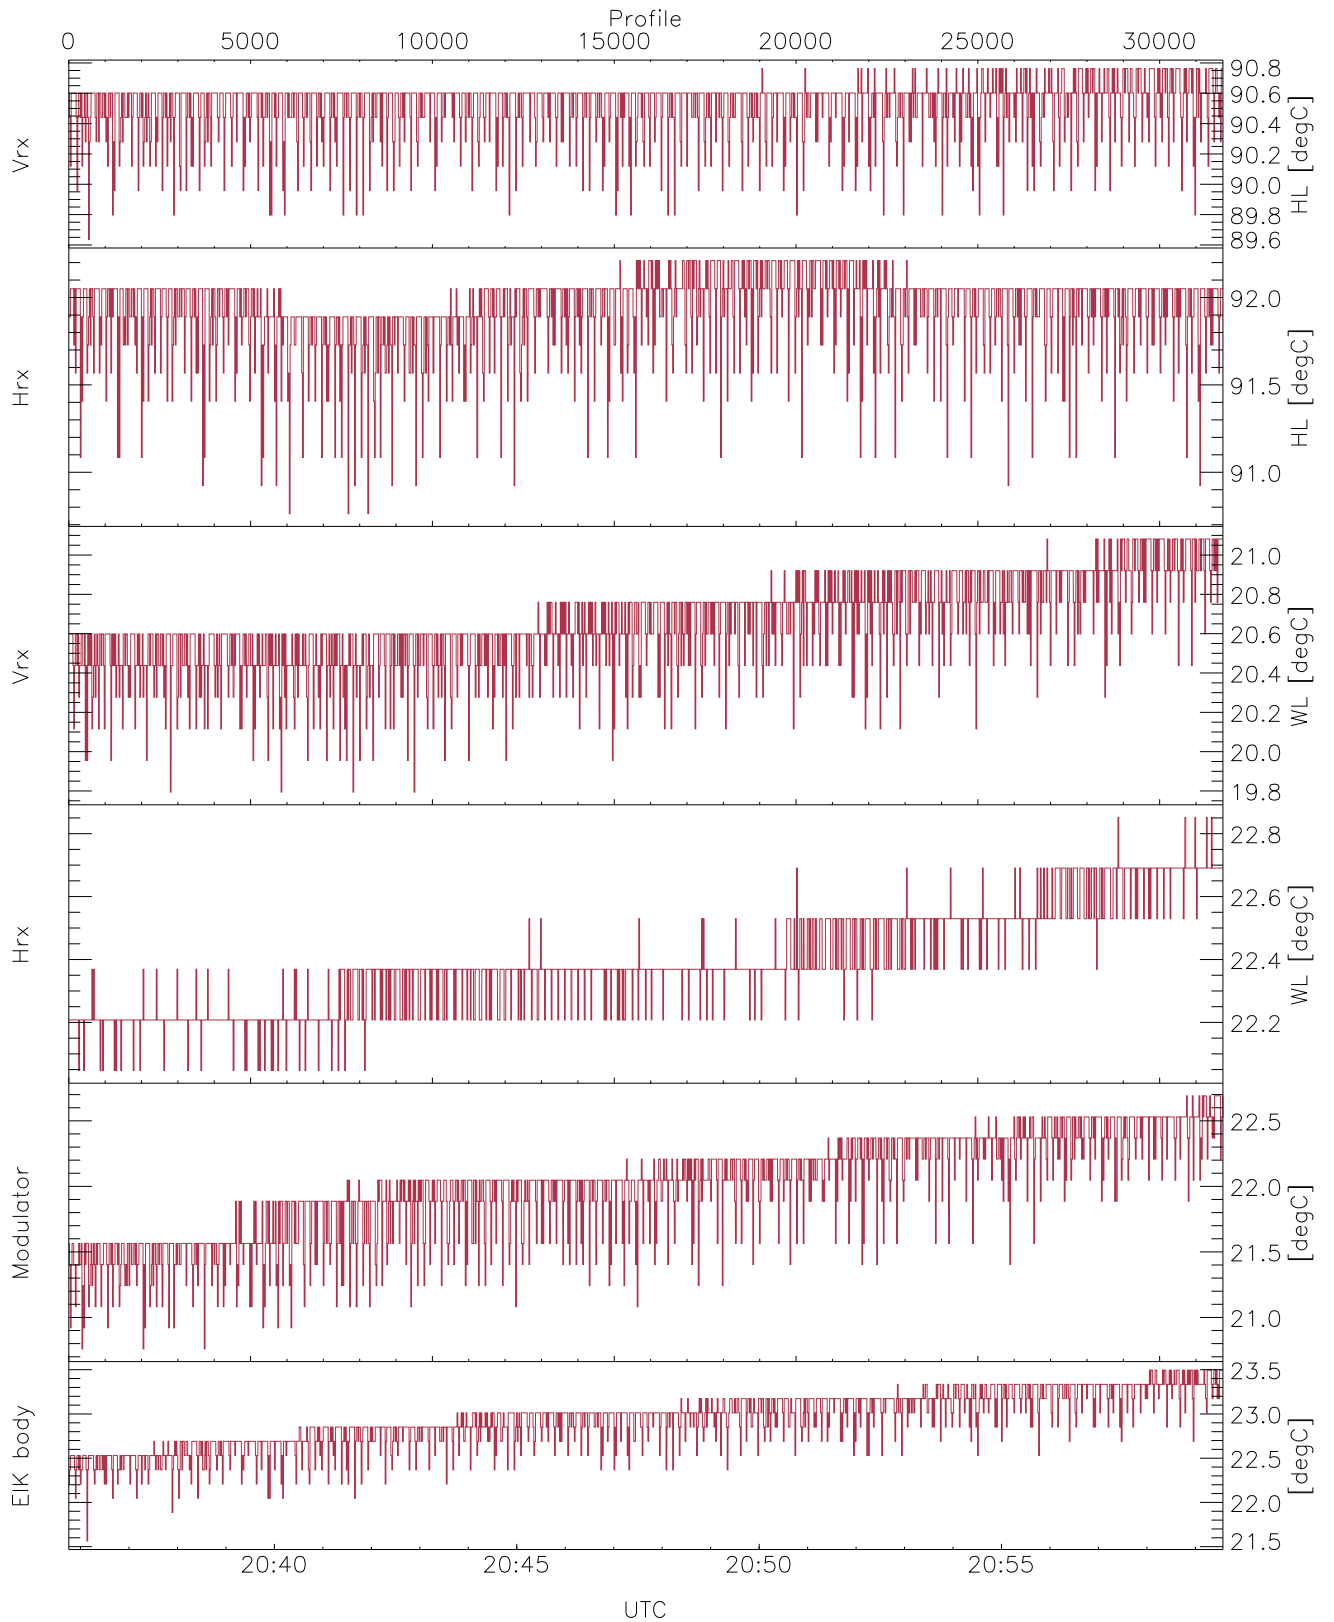 Profile
0 5000 10000 15000 20000 25000 30000
Vrx
90.8
90.6
90.4
90.2
90.0
89.8
89.6
HL [degC]
Hrx
92.0
91.5
91.0
HL [degC]
Vrx
21.0
20.8
20.6
20.4
20.2
20.0
19.8
WL [degC]
Hrx
22.8
22.6
22.4
22.2
WL [degC]
Modulator
22.5
22.0
21.5
21.0
[degC]
EIK body
23.5
23.0
22.5
22.0
21.5
[degC]
20:40 20:45 20:50 20:55
UTC